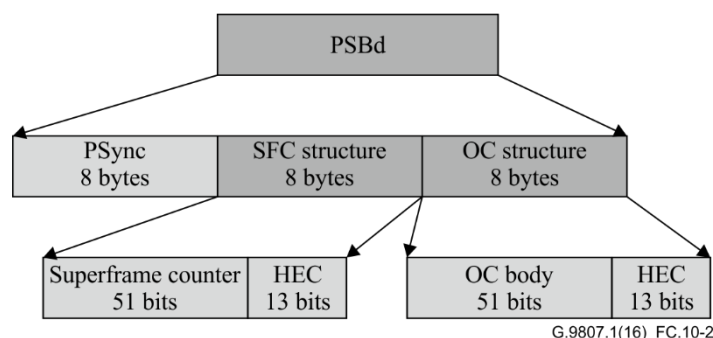 PSBd
PSync
8 bytes
SFC structure
8 bytes
OC structure
8 bytes
Superframe counter
51 bits
HEC
13 bits
OC body
51 bits
HEC
13 bits
G.9807.1(16)_FC.10-2